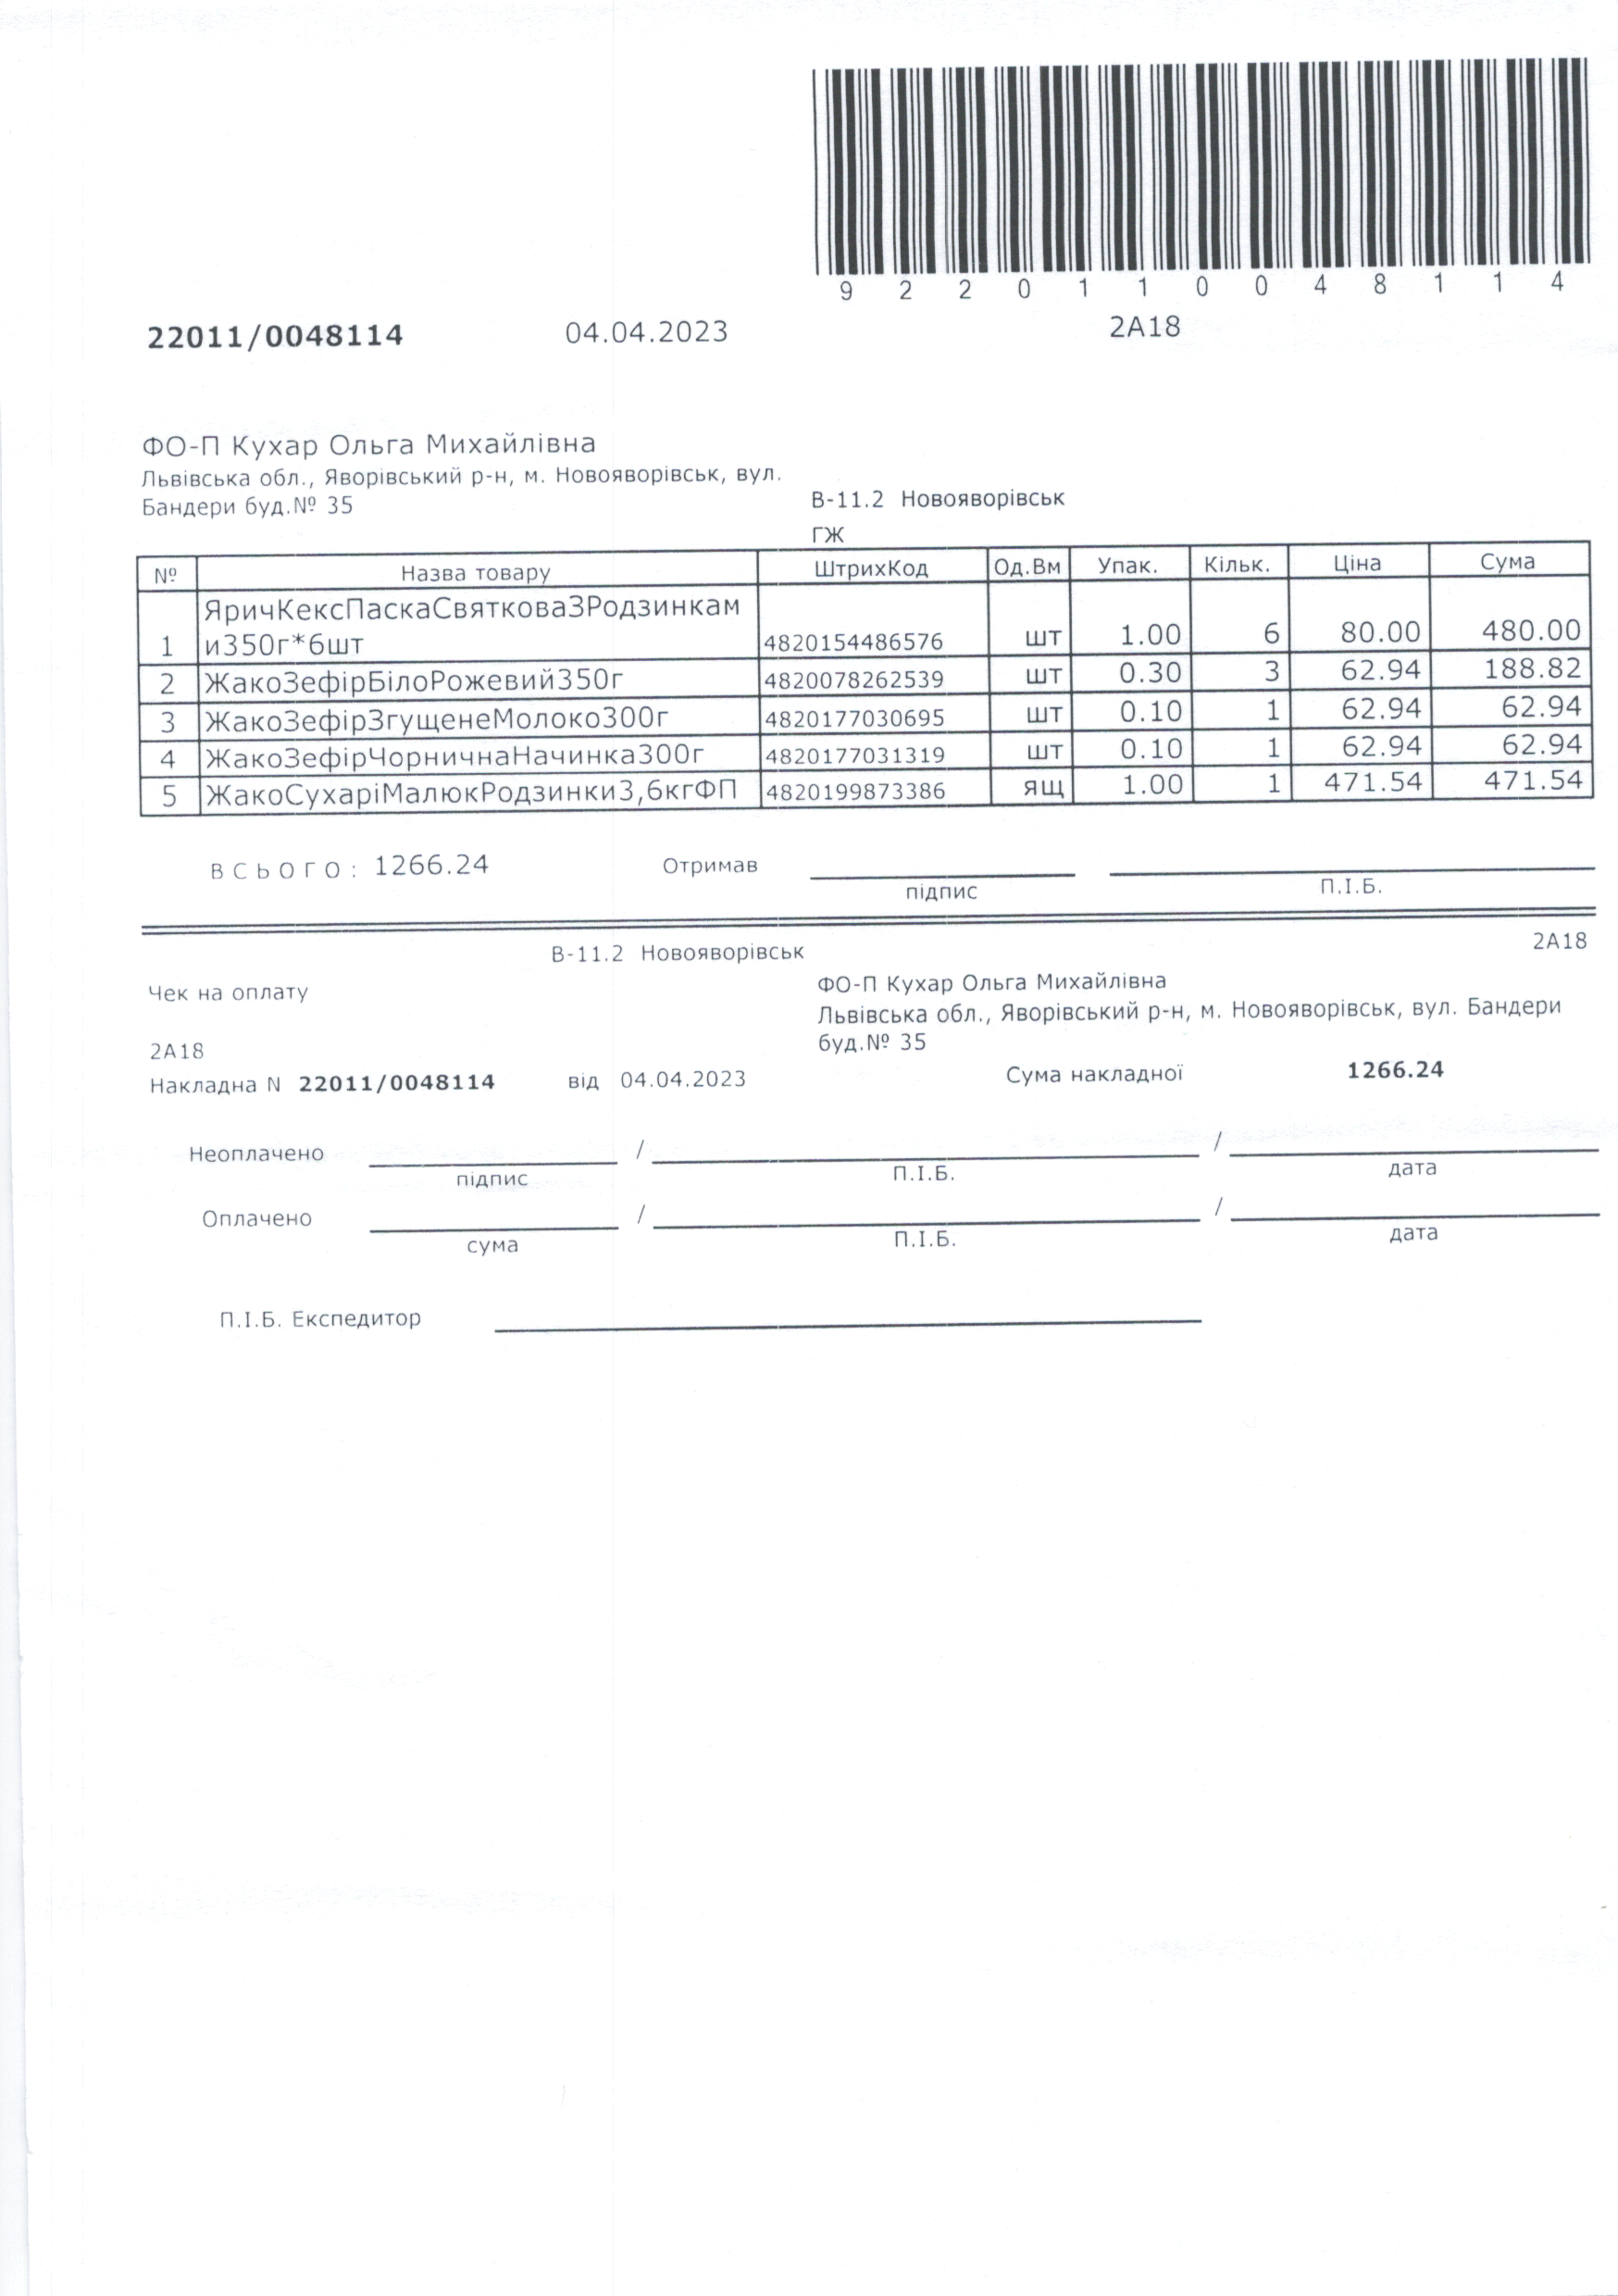 9 2 2 0 1 1 0 0 4 8 1 1 4
22011/0048114 04.04.2023 2А18
ФО-П Кухар Ольга Михайлівна
Львівська обл., Яворівський р-н, м. Новояворівськ, вул.
Бандери буд.№ 35
В-11.2 Новояворівськ
ГЖ
№ Назва товару ШтрихКод Од.Вм Упак. Кільк. Ціна Сума
ЯричКексПаскаСвятковаЗРодзинкам
1 и350г*6шт 4820154486576 шт 1.00 6 80.00 480.00
2 ЖакоЗефірБілоРожевий350г 4820078262539 шт 0.30 3 62.94 188.82
3 ЖакоЗефірЗгущенеМолоко300г 4820177030695 шт 0.10 1 62.94 62.94
4 ЖакоЗефірЧорничнаНачинка300г 4820177031319 шт 0.10 1 62.94 62.94
5 ЖакоСухаріМалюкРодзинки3,6кгФП 4820199873386 ящ 1.00 1 471.54 471.54
В С Ь О Г О : 1266.24 Отримав
підпис П.І.Б.
В-11.2 Новояворівськ 2А18
Чек на оплату
ФО-П Кухар Ольга Михайлівна
Львівська обл., Яворівський р-н, м. Новояворівськ, вул. Бандери
буд.№ 35
2А18
Накладна N 22011/0048114 від 04.04.2023 Сума накладної 1266.24
Неоплачено / /
підпис П.І.Б. дата
Оплачено / /
сума П.І.Б. дата
П.І.Б. Експедитор